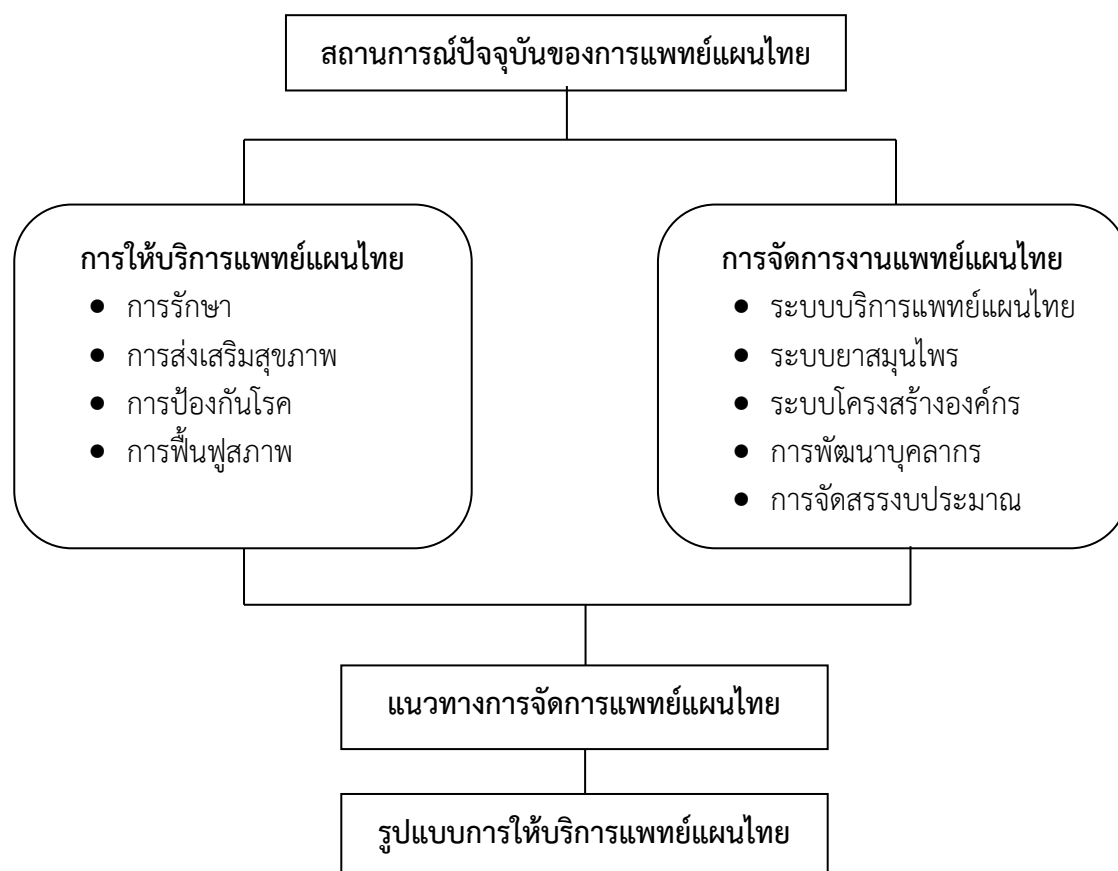 สถานการณ์ปัจจุบันของการแพทย์แผนไทย
การให้บริการแพทย์แผนไทย
● การรักษา
● การส่งเสริมสุขภาพ
● การป้องกันโรค
● การฟื้นฟูสภาพ
การจัดการงานแพทย์แผนไทย
● ระบบบริการแพทย์แผนไทย
● ระบบยาสมุนไพร
● ระบบโครงสร้างองค์กร
● การพัฒนาบุคลากร
● การจัดสรรงบประมาณ
แนวทางการจัดการแพทย์แผนไทย
รูปแบบการให้บริการแพทย์แผนไทย